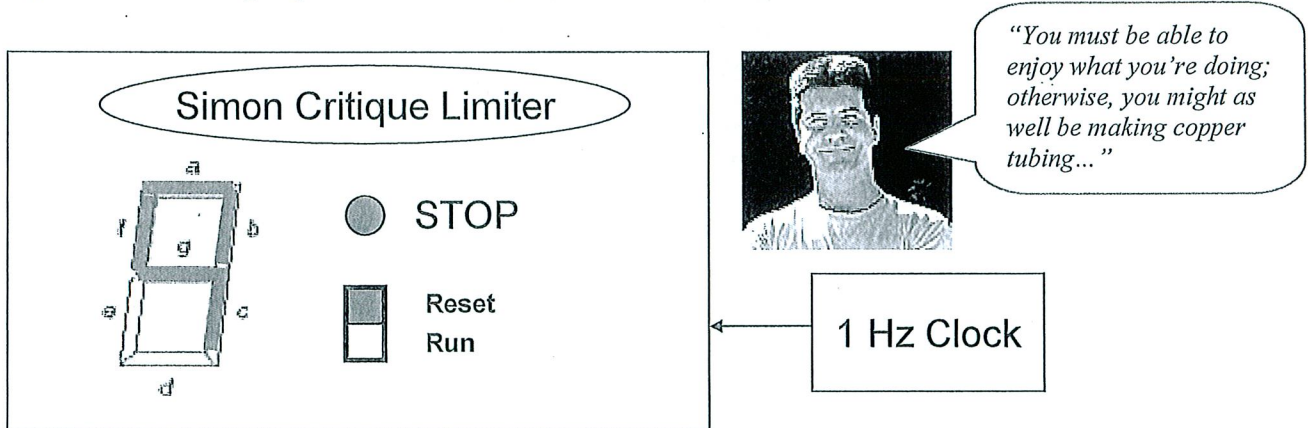 "You must be able to
enjoy what you're doing;
otherwise, you might as
well be making copper
tubing..."
Simon Critique Limiter
a
f
b
g
e
c
d
STOP
Reset
Run
1 Hz Clock